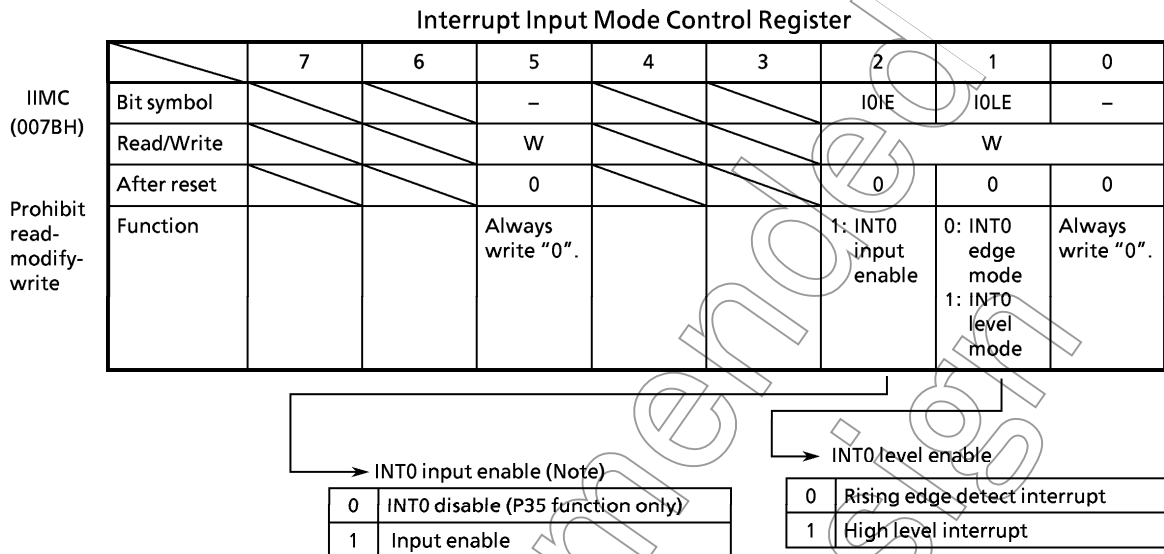 Interrupt Input Mode Control Register
7 6 5 4 3 2 1 0
IIMC
(007BH)
Bit symbol – I0IE I0LE –
Read/Write W W
After reset 0 0 0 0
Prohibit
read-
modify-
write
Function
Always
write "0".
1: INT0
input
enable
0: INT0
edge
mode
1: INT0
level
mode
Always
write "0".
INT0 input enable (Note)
0 INT0 disable (P35 function only)
1 Input enable
INT0 level enable
0 Rising edge detect interrupt
1 High level interrupt
mended
sign